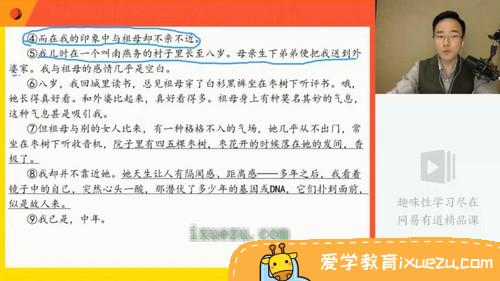 ④而在我的印象中与祖母却不亲不近。
⑤我儿时在一个叫南燕务的村子里长至八岁。母亲生下弟弟便把我送到外
婆家。我与祖母的感情几乎是空白。
⑥八岁，我回城里读书，总见祖母穿了白衫黑裤坐在枣树下听评书。哦，
她长得真好看。和外婆比起来，真好看得多。祖母身上有种莫名其妙的气息，
这种气息甚是吸引我。
⑦但祖母与别的女人比来，有一种格格不入的气场，她几乎从不出门，常
坐在枣树下听收音机，院子里有四五棵枣树，枣花开的时候落在她的发间，香
极了。
⑧我却并不靠近她。她天生让人有隔阂感、距离感——多年之后，我看着
镜子中的自己，突然心头一酸，那潜伏了多少年的基因或DNA，它们扑到面前，
似是故人来。
⑨我已是，中年。
ixuezu.com
趣味性学习尽在
网易有道精品课
爱学教育ixuezu.com